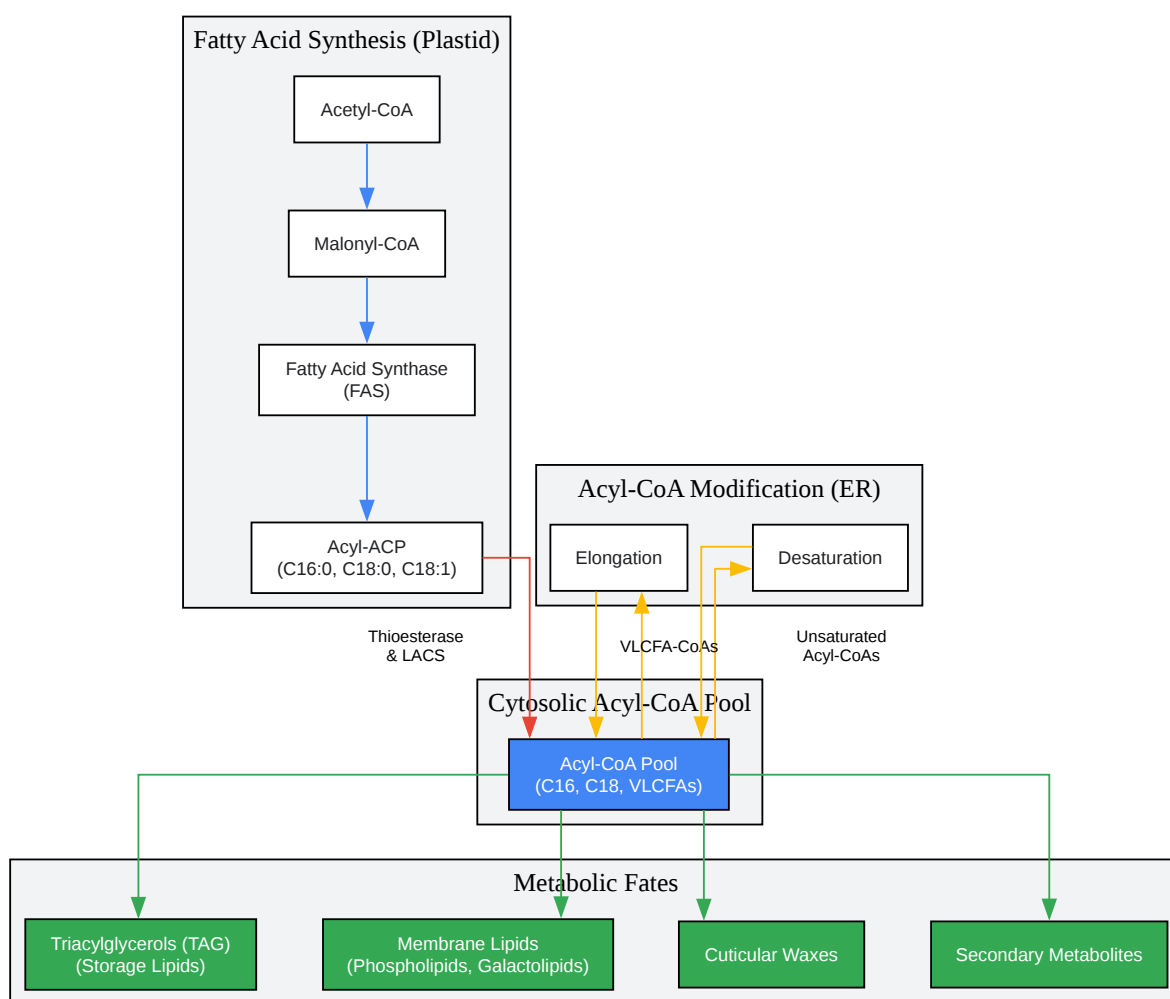 Fatty Acid Synthesis (Plastid)
Acetyl-CoA
Malonyl-CoA
Fatty Acid Synthase
(FAS)
Acyl-ACP
(C16:0, C18:0, C18:1)
Acyl-CoA Modification (ER)
Elongation
Desaturation
Thioesterase
& LACS
VLCFA-CoAs
Unsaturated
Acyl-CoAs
Cytosolic Acyl-CoA Pool
Acyl-CoA Pool
(C16, C18, VLCFAs)
Metabolic Fates
Triacylglycerols (TAG)
(Storage Lipids)
Membrane Lipids
(Phospholipids, Galactolipids)
Cuticular Waxes
Secondary Metabolites